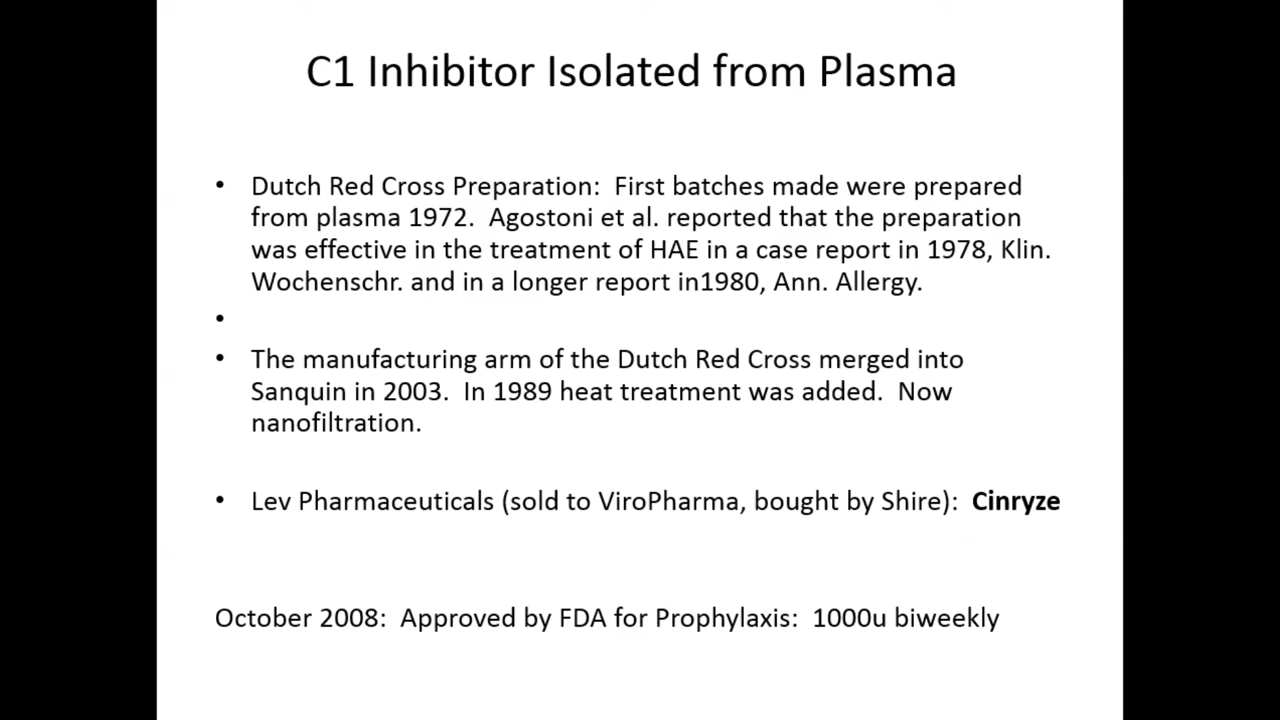 C1 Inhibitor Isolated from Plasma
• Dutch Red Cross Preparation:  First batches made were prepared
from plasma 1972.  Agostoni et al. reported that the preparation
was effective in the treatment of HAE in a case report in 1978, Klin.
Wochenschr. and in a longer report in1980, Ann. Allergy.
•
• The manufacturing arm of the Dutch Red Cross merged into
Sanquin in 2003.  In 1989 heat treatment was added.  Now
nanofiltration.
• Lev Pharmaceuticals (sold to ViroPharma, bought by Shire):  Cinryze
October 2008:  Approved by FDA for Prophylaxis:  1000u biweekly